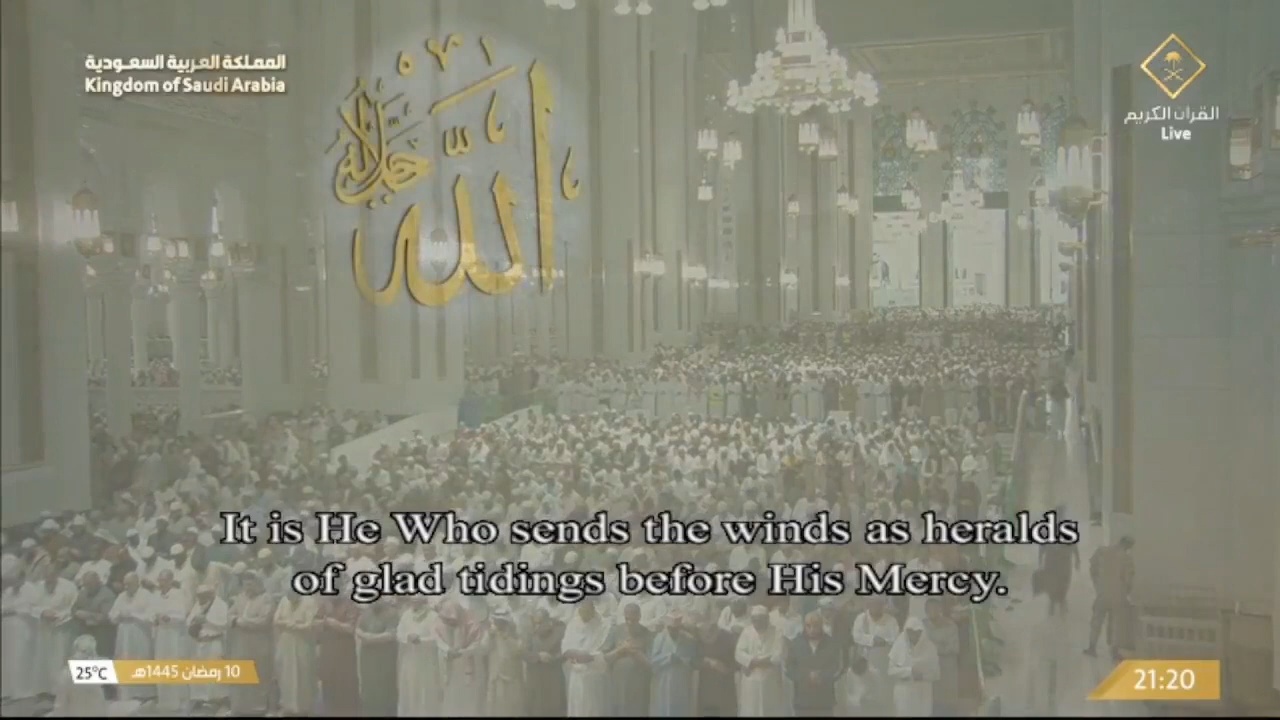 المملكة العربية السعودية
Kingdom of Saudi Arabia
القرآن الكريم
Live
الله
جل جلاله
It is He Who sends the winds as heralds
of glad tidings before His Mercy.
25°C
10 رمضان 1445هـ
21:20